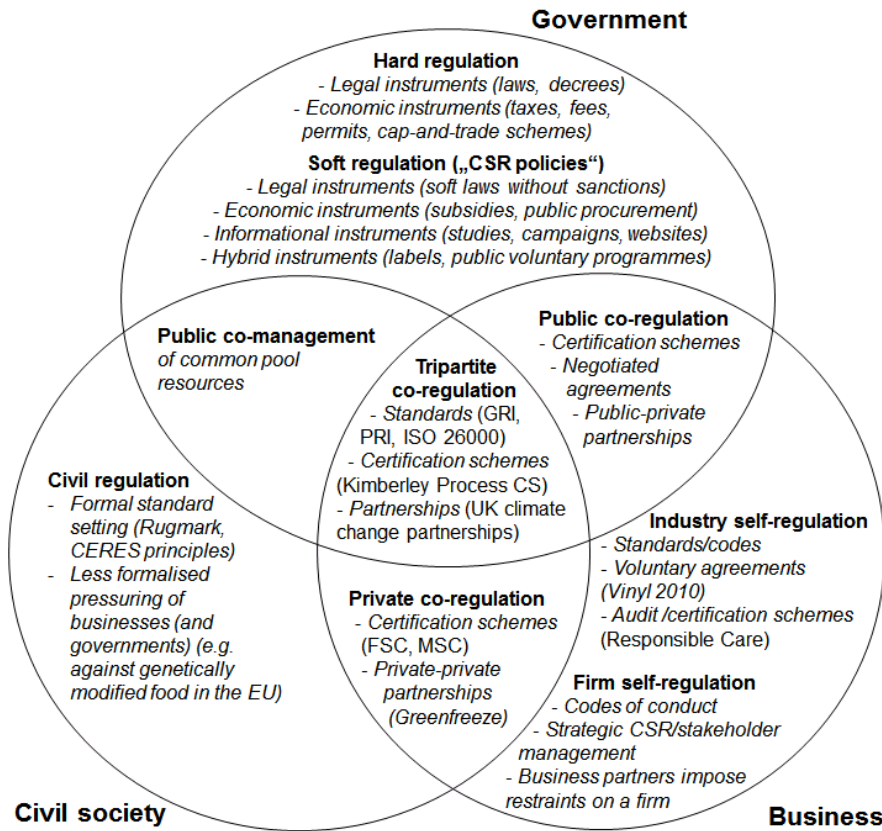 Government
Hard regulation
- Legal instruments (laws, decrees)
- Economic instruments (taxes, fees,
permits, cap-and-trade schemes)
Soft regulation („CSR policies“)
- Legal instruments (soft laws without sanctions)
- Economic instruments (subsidies, public procurement)
- Informational instruments (studies, campaigns, websites)
- Hybrid instruments (labels, public voluntary programmes)
Public co-management
of common pool
resources
Public co-regulation
- Certification schemes
- Negotiated
agreements
- Public-private
partnerships
Tripartite
co-regulation
- Standards (GRI,
PRI, ISO 26000)
- Certification schemes
(Kimberley Process CS)
- Partnerships (UK climate
change partnerships)
Civil regulation
- Formal standard
setting (Rugmark,
CERES principles)
- Less formalised
pressuring of
businesses (and
governments) (e.g.
against genetically
modified food in the EU)
Industry self-regulation
- Standards/codes
- Voluntary agreements
(Vinyl 2010)
- Audit /certification schemes
(Responsible Care)
Private co-regulation
- Certification schemes
(FSC, MSC)
- Private-private
partnerships
(Greenfreeze)
Firm self-regulation
- Codes of conduct
- Strategic CSR/stakeholder
management
- Business partners impose
restraints on a firm
Civil society
Business